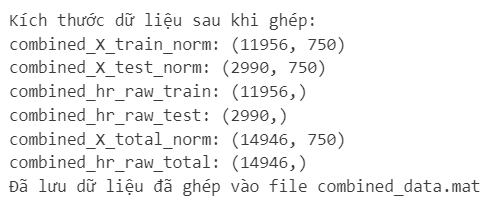 Kích thước dữ liệu sau khi ghép:
combined_X_train_norm: (11956, 750)
combined_X_test_norm: (2990, 750)
combined_hr_raw_train: (11956,)
combined_hr_raw_test: (2990,)
combined_X_total_norm: (14946, 750)
combined_hr_raw_total: (14946,)
Đã lưu dữ liệu đã ghép vào file combined_data.mat